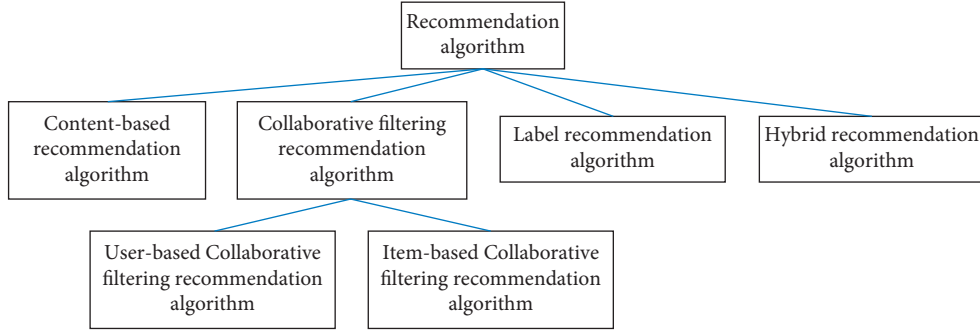 Recommendation
algorithm
Content-based
recommendation
algorithm
Collaborative filtering
recommendation
algorithm
Label recommendation
algorithm
Hybrid recommendation
algorithm
User-based Collaborative
filtering recommendation
algorithm
Item-based Collaborative
filtering recommendation
algorithm